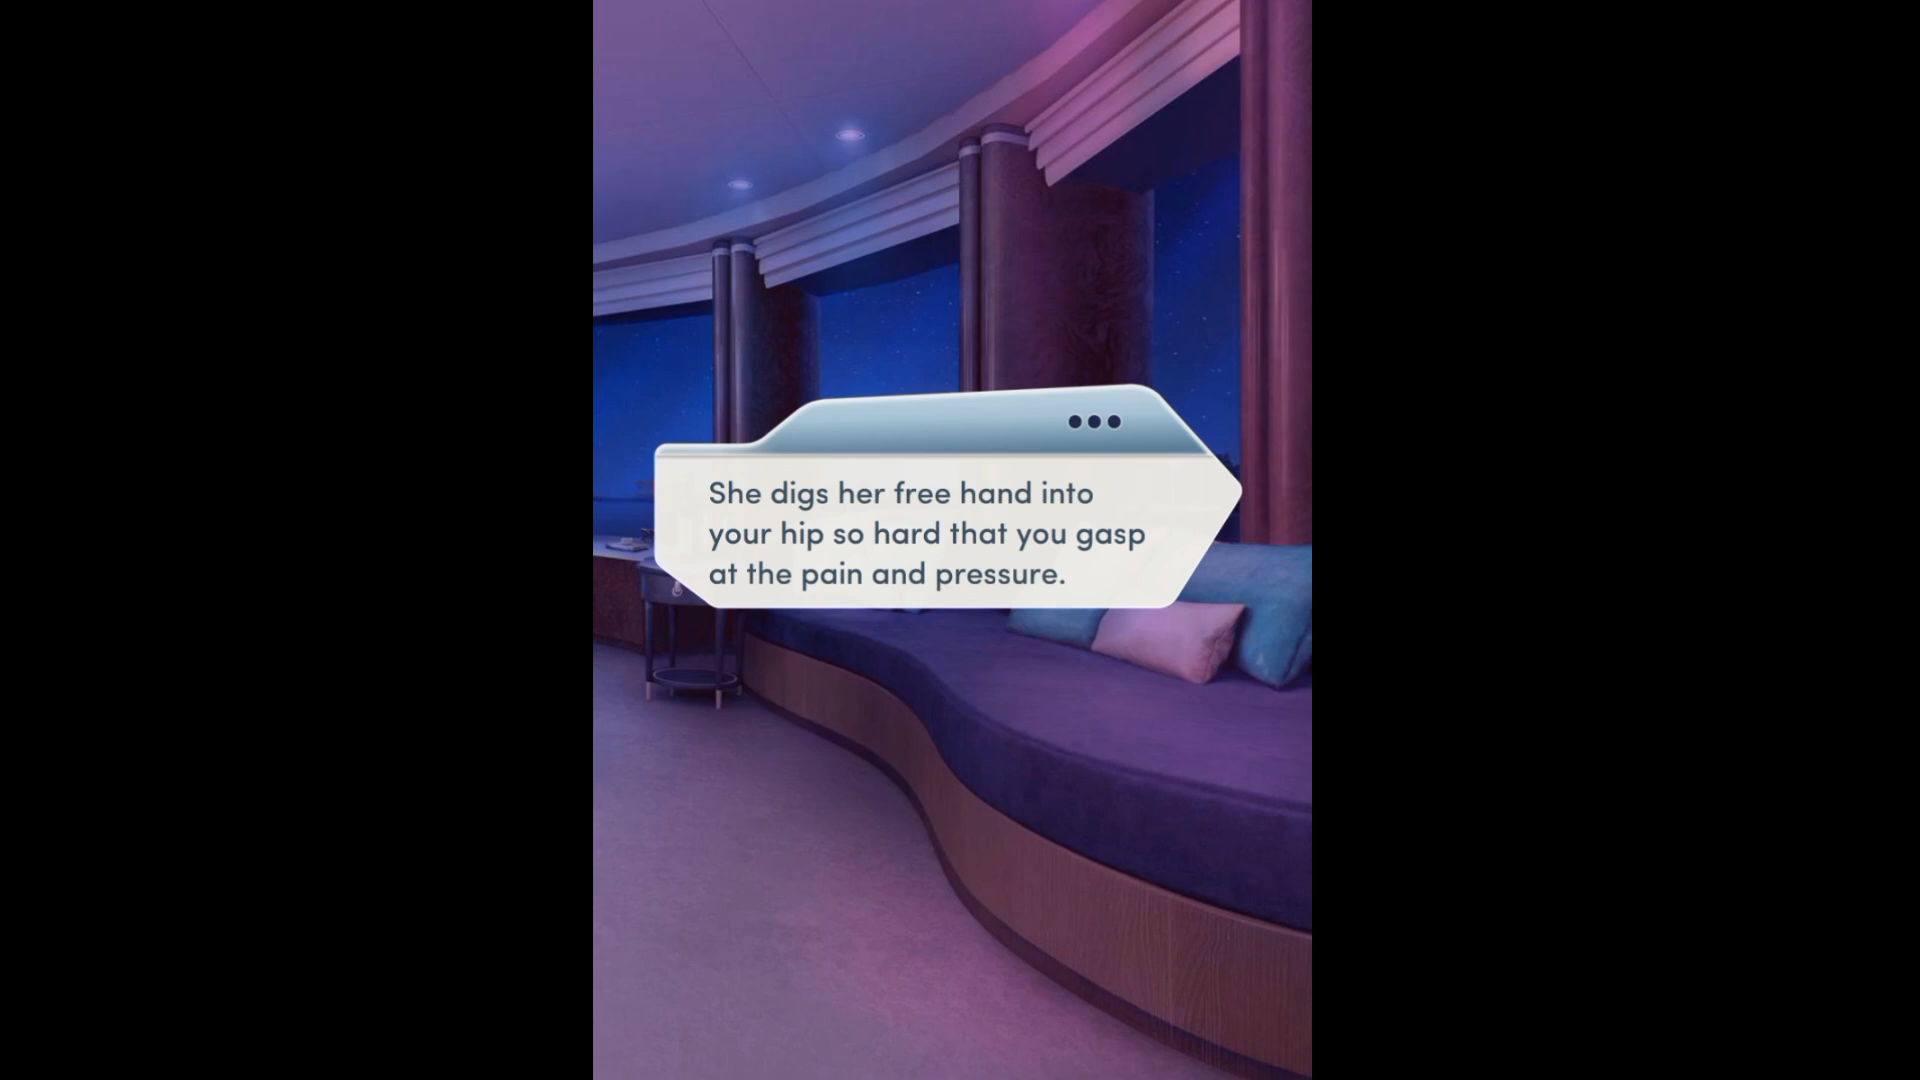 She digs her free hand into
your hip so hard that you gasp
at the pain and pressure.